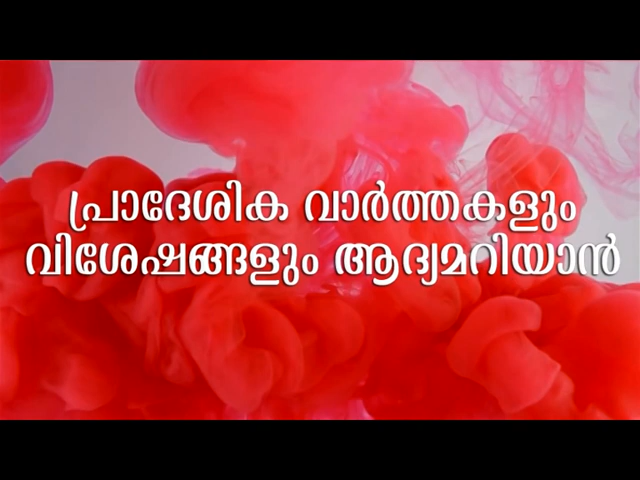 പ്രാദേശിക വാർത്തകളും
വിശേഷങ്ങളും ആദ്യമറിയാൻ